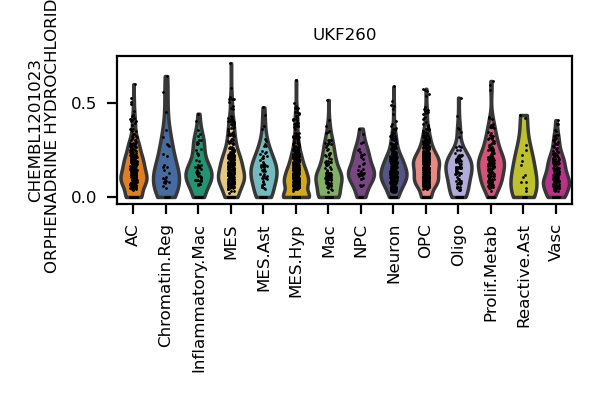 UKF260
CHEMBL1201023
ORPHENADRINE HYDROCHLORID
0.5
0.0
AC
Chromatin.Reg
Inflammatory.Mac
MES
MES.Ast
MES.Hyp
Mac
NPC
Neuron
OPC
Oligo
Prolif.Metab
Reactive.Ast
Vasc